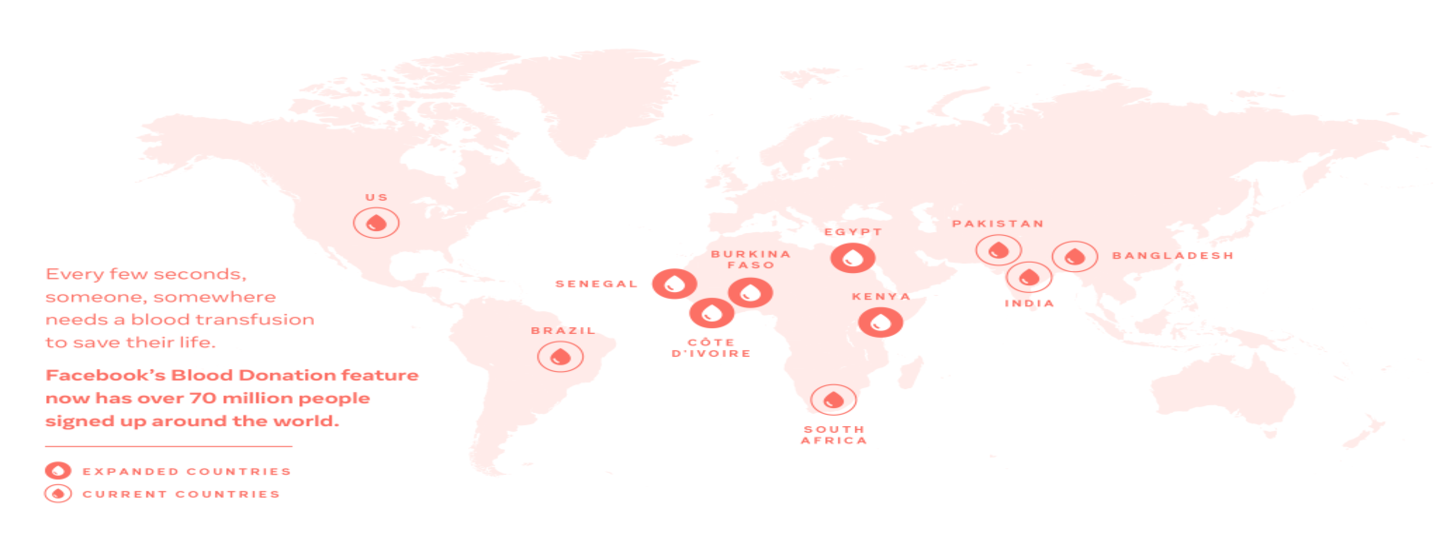 US
PAKISTAN
EGYPT
BURKINA
FASO
BANGLADESH
SENEGAL
KENYA
INDIA
BRAZIL
CÔTE
D'IVOIRE
SOUTH
AFRICA
Every few seconds,
someone, somewhere
needs a blood transfusion
to save their life.
Facebook's Blood Donation feature
now has over 70 million people
signed up around the world.
EXPANDED COUNTRIES
CURRENT COUNTRIES